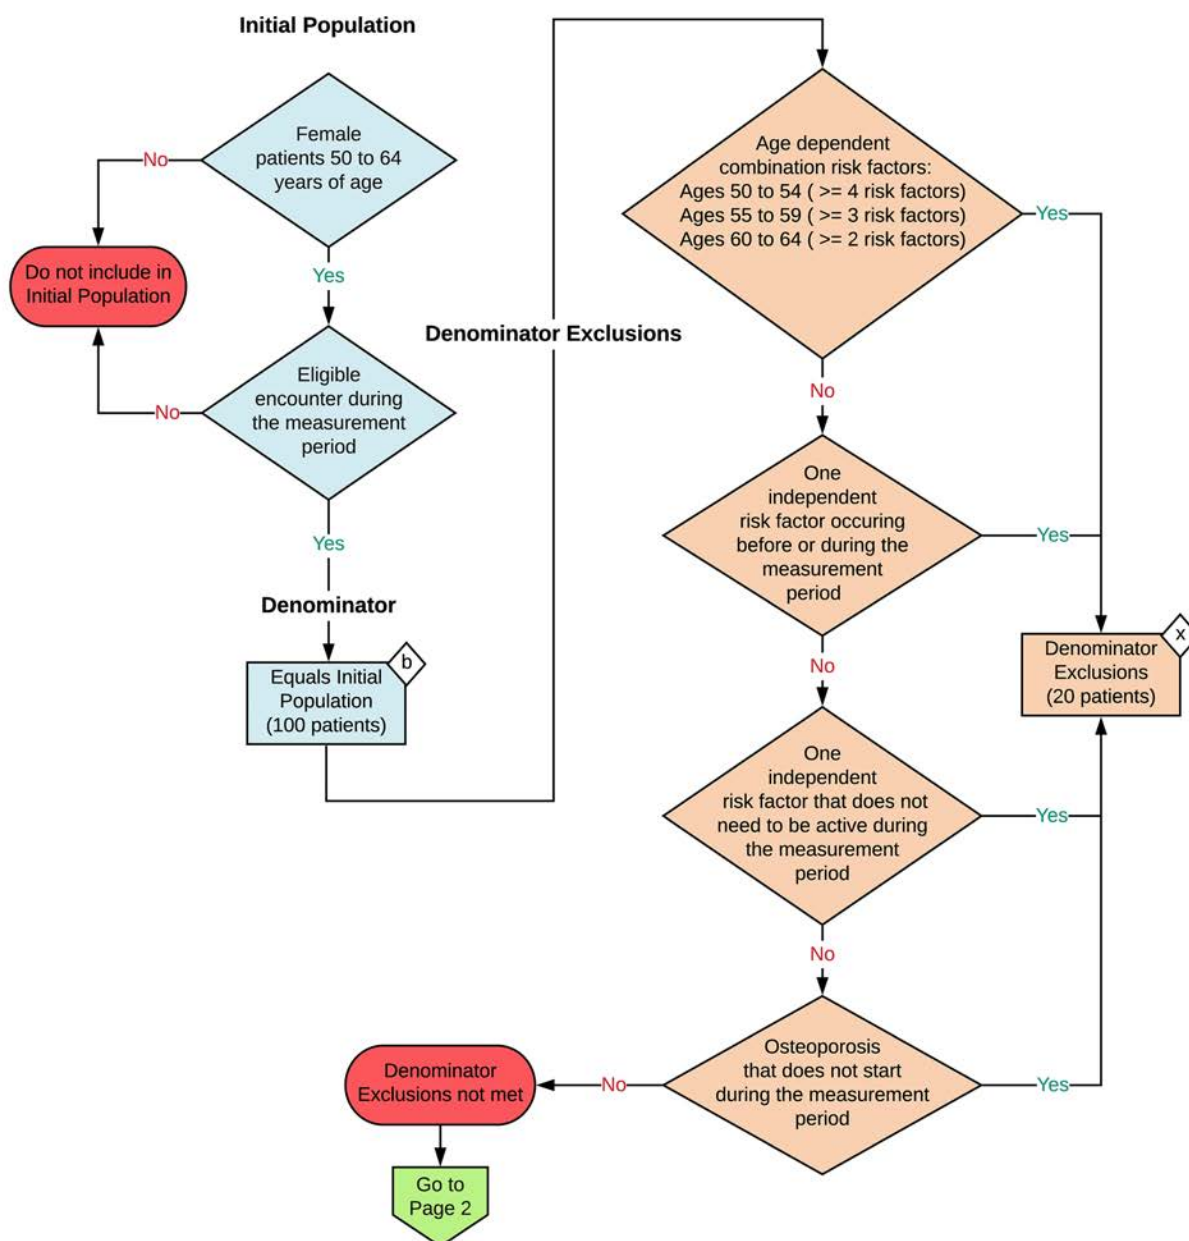 Initial Population
Female
patients 50 to 64
years of age
No
Yes
Do not include in
Initial Population
Eligible
encounter during
the measurement
period
No
Yes
Denominator
b
Equals Initial
Population
(100 patients)
Denominator Exclusions
Age dependent
combination risk factors:
Ages 50 to 54 ( >= 4 risk factors)
Ages 55 to 59 ( >= 3 risk factors)
Ages 60 to 64 ( >= 2 risk factors)
Yes
No
One
independent
risk factor occuring
before or during the
measurement
period
Yes
No
x
Denominator
Exclusions
(20 patients)
One
independent
risk factor that does not
need to be active during
the measurement
period
Yes
No
Osteoporosis
that does not start
during the measurement
period
Yes
No
Denominator
Exclusions not met
Go to
Page 2